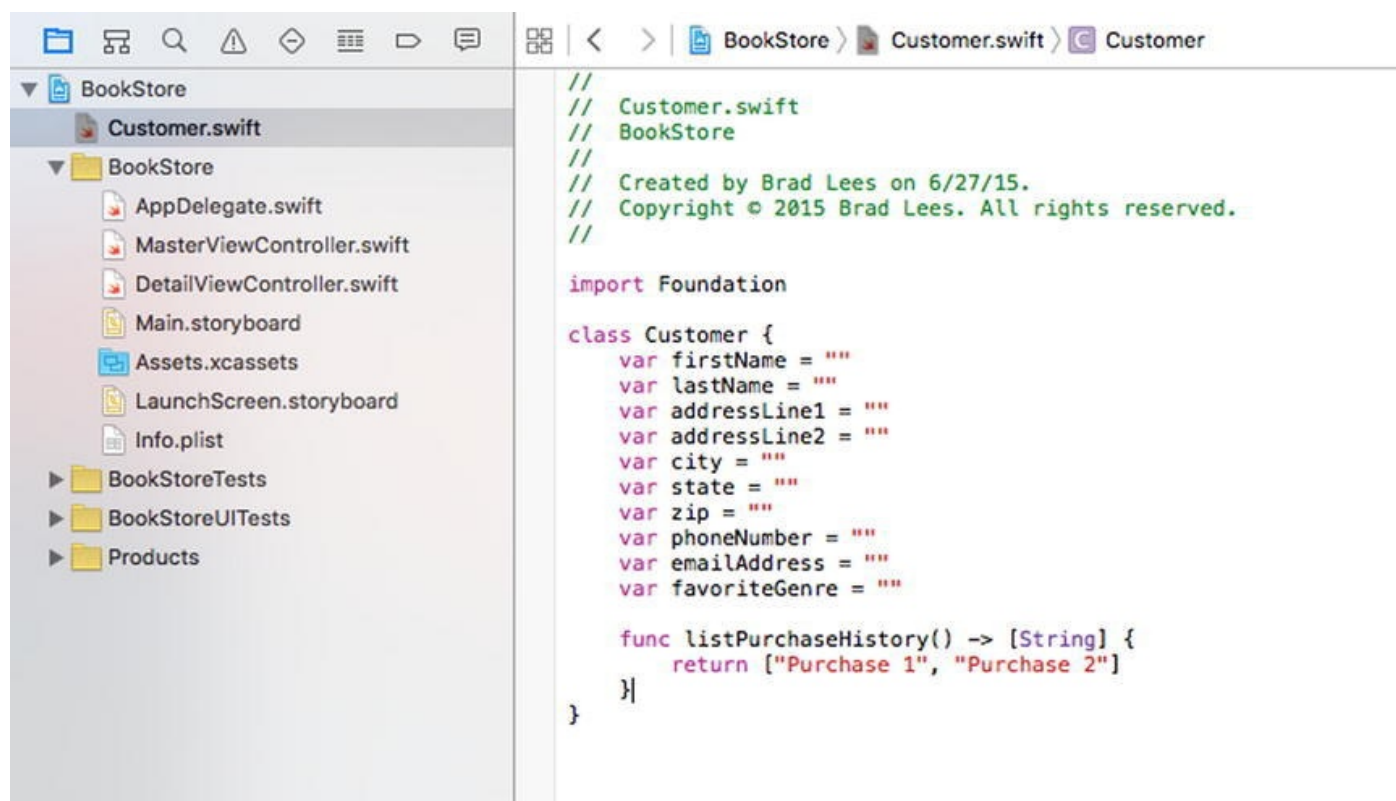 BookStore 〉 Customer.swift 〉 C Customer
BookStore
Customer.swift
BookStore
AppDelegate.swift
MasterViewController.swift
DetailViewController.swift
Main.storyboard
Assets.xcassets
LaunchScreen.storyboard
Info.plist
BookStoreTests
BookStoreUITests
Products
//
//  Customer.swift
//  BookStore
//
//  Created by Brad Lees on 6/27/15.
//  Copyright © 2015 Brad Lees. All rights reserved.
//
import Foundation
class Customer {
    var firstName = ""
    var lastName = ""
    var addressLine1 = ""
    var addressLine2 = ""
    var city = ""
    var state = ""
    var zip = ""
    var phoneNumber = ""
    var emailAddress = ""
    var favoriteGenre = ""
    func listPurchaseHistory() -> [String] {
        return ["Purchase 1", "Purchase 2"]
    }
}